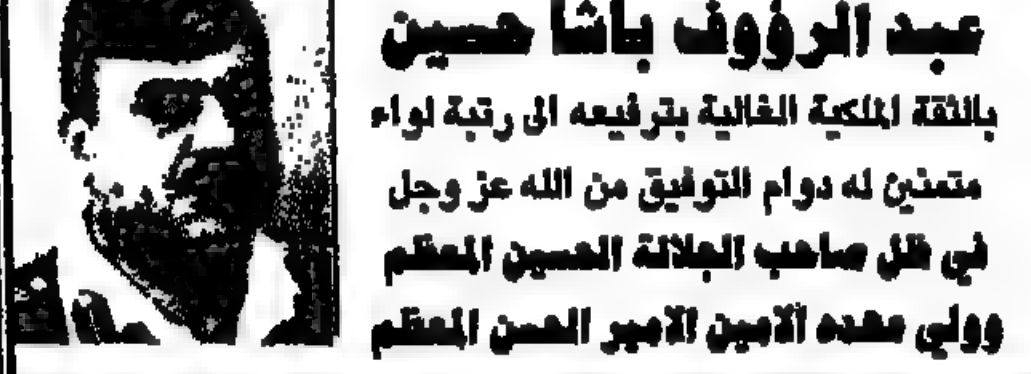 عبد الرؤوف باشا حسين
بالثقة الملكية الغالية بترفيعه الى رتبة لواء
متمنين له دوام التوفيق من الله عز وجل
في ظل صاحب الجلالة الحسين المعظم
وولي عهده الامين الامير الحسن المعظم